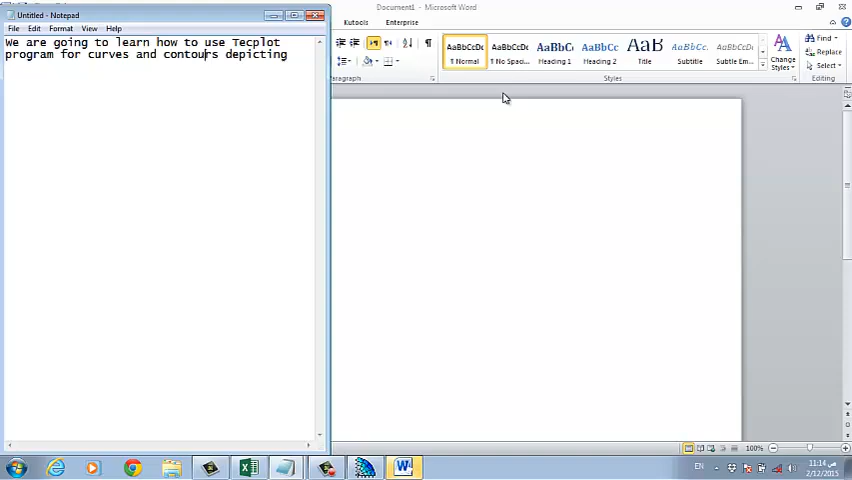 Untitled - Notepad
Document1 - Microsoft Word
File Edit Format View Help
Kutools Enterprise
We are going to learn how to use Tecplot
program for curves and contours depicting
AaBbCcDc AaBbCcDc AaBbC AaBbCc AaB AaBbCc. AaBbCcDc
¶ Normal ¶ No Spaci... Heading 1 Heading 2 Title Subtitle Subtle Em...
Change
Styles
Find
Replace
Select
aragraph
Styles
Editing
100%
EN
11:14 ص
2/12/2015